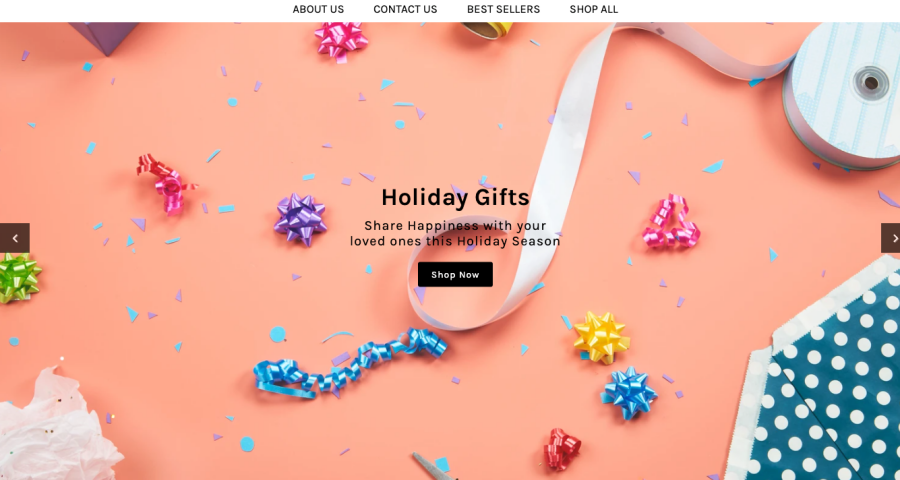 ABOUT US CONTACT US BEST SELLERS SHOP ALL
Holiday Gifts
Share Happiness with your
loved ones this Holiday Season
Shop Now